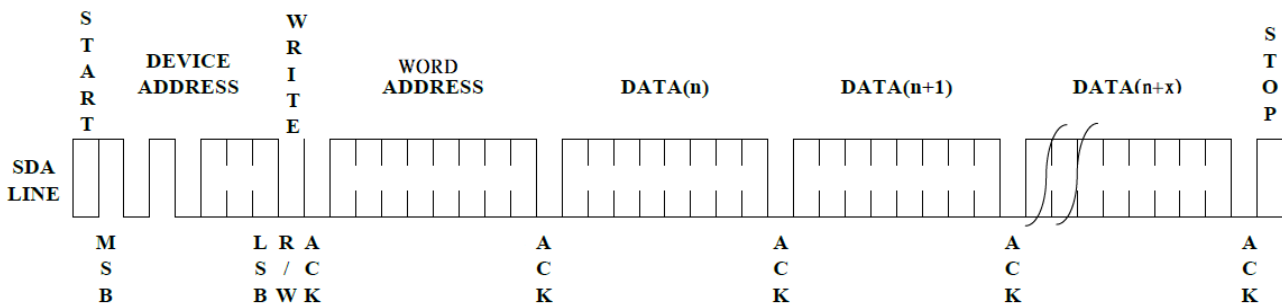 START
WRITE
STOP
DEVICE
ADDRESS
WORD
ADDRESS
DATA(n)
DATA(n+1)
DATA(n+x)
SDA
LINE
MSB
LSB
R/W
ACK
ACK
ACK
ACK
ACK